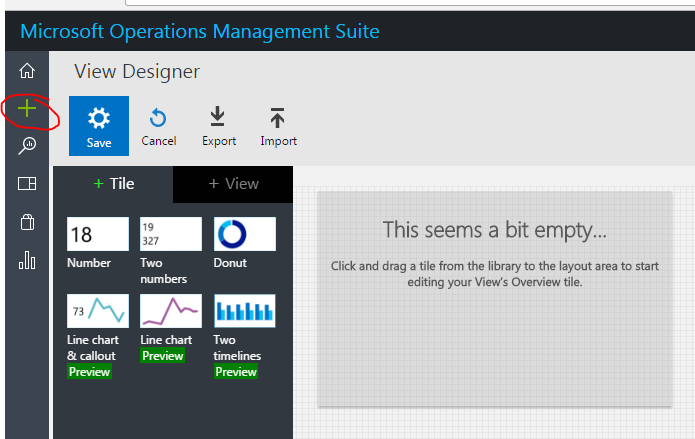 Microsoft Operations Management Suite
View Designer
Save
Cancel
Export
Import
+ Tile
+ View
18
Number
19
327
Two
numbers
Donut
73
Line chart
& callout
Preview
Line chart
Preview
Two
timelines
Preview
This seems a bit empty...
Click and drag a tile from the library to the layout area to start
editing your View's Overview tile.